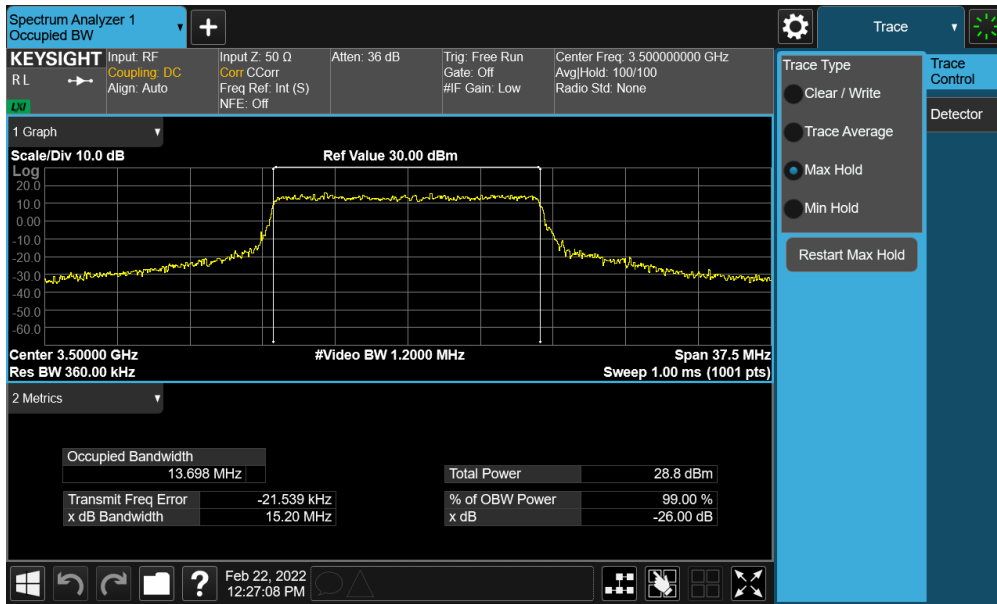 Spectrum Analyzer 1
Occupied BW
+
Trace
KEYSIGHT
R L
LXI
Input: RF
Coupling: DC
Align: Auto
Input Z: 50 Ω
Corr CCorr
Freq Ref: Int (S)
NFE: Off
Atten: 36 dB
Trig: Free Run
Gate: Off
#IF Gain: Low
Center Freq: 3.500000000 GHz
Avg|Hold: 100/100
Radio Std: None
1 Graph
Scale/Div 10.0 dB
Ref Value 30.00 dBm
Log
20.0
10.0
0.00
-10.0
-20.0
-30.0
-40.0
-50.0
-60.0
Center 3.50000 GHz
#Video BW 1.2000 MHz
Span 37.5 MHz
Res BW 360.00 kHz
Sweep 1.00 ms (1001 pts)
2 Metrics
Occupied Bandwidth
13.698 MHz
Total Power 28.8 dBm
Transmit Freq Error -21.539 kHz
% of OBW Power 99.00 %
x dB Bandwidth 15.20 MHz
x dB -26.00 dB
?
Feb 22, 2022
12:27:08 PM
Trace Type
Clear / Write
Trace Average
Max Hold
Min Hold
Restart Max Hold
Trace
Control
Detector